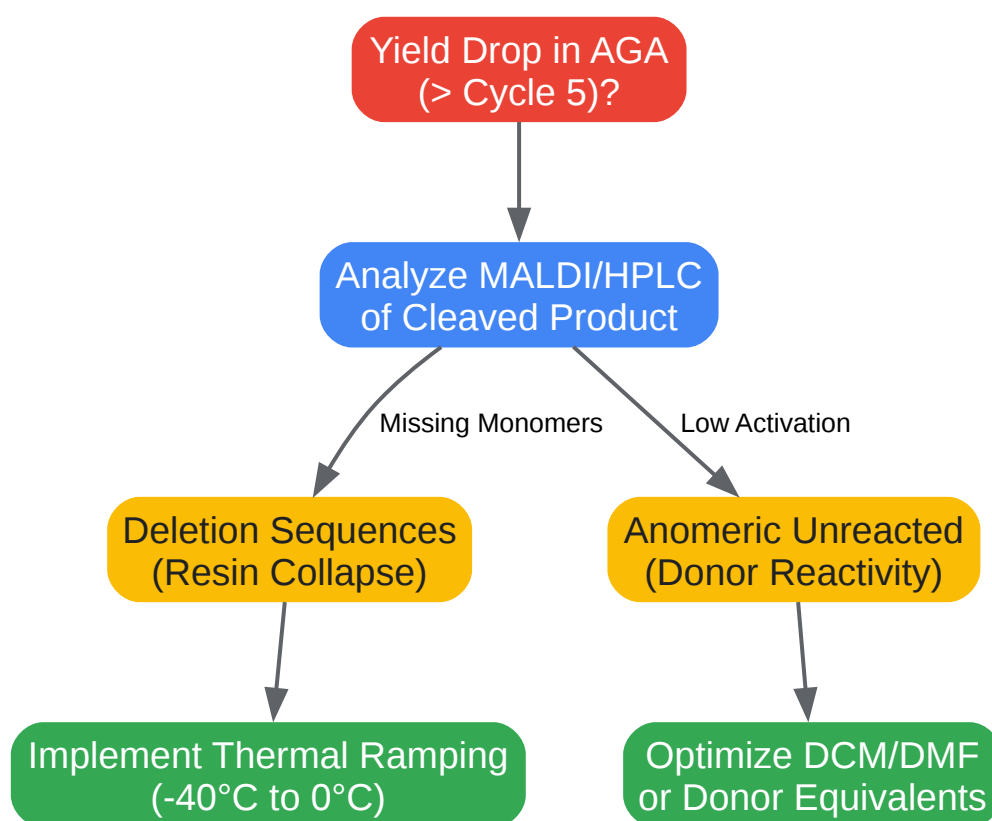 Yield Drop in AGA
(> Cycle 5)?
Analyze MALDI/HPLC
of Cleaved Product
Missing Monomers
Low Activation
Deletion Sequences
(Resin Collapse)
Anomeric Unreacted
(Donor Reactivity)
Implement Thermal Ramping
(-40°C to 0°C)
Optimize DCM/DMF
or Donor Equivalents